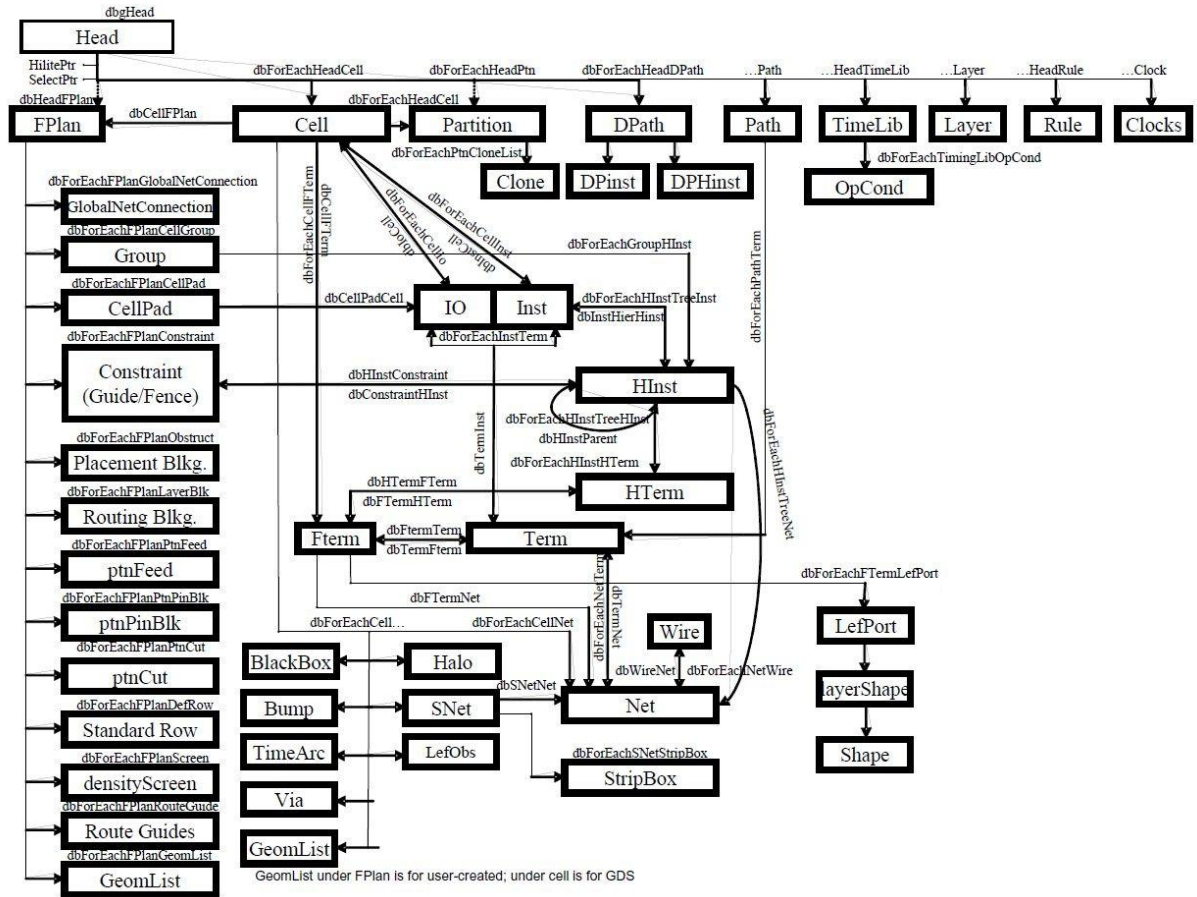 dbgHead
Head
HilitePtr
SelectPtr
dbForEachHeadCell
dbForEachHeadPtn
dbForEachHeadDPath
...Path
...HeadTimeLib
...Layer
...HeadRule
...Clock
dbHeadFPlan
dbCellFPlan
dbForEachHeadCell
FPlan
Cell
Partition
DPath
Path
TimeLib
Layer
Rule
Clocks
dbForEachPtnCloneList
dbForEachTimingLibOpCond
Clone
DPinst
DPHinst
OpCond
dbForEachFPlanGlobalNetConnection
GlobalNetConnection
dbForEachCellFTerm
dbCellFTerm
dbForEachCellIo
dbIoCell
dbForEachCellInst
dbInstCell
dbForEachFPlanCellGroup
Group
dbForEachGroupHInst
dbForEachPathTerm
dbForEachFPlanCellPad
CellPad
dbCellPadCell
IO
Inst
dbForEachHInstTreeInst
dbInstHierHinst
dbForEachInstTerm
dbForEachFPlanConstraint
Constraint
(Guide/Fence)
dbHInstConstraint
dbConstraintHInst
HInst
dbForEachHInstTreeHInst
dbHInstParent
dbForEachHInstHTerm
dbForEachHInstTreeNet
dbTermInst
dbForEachFPlanObstruct
Placement Blkg.
dbHTermFTerm
dbFTermHTerm
HTerm
dbForEachFPlanLayerBlk
Routing Blkg.
Fterm
dbFtermTerm
dbTermFterm
Term
dbForEachFPlanPtnFeed
ptnFeed
dbForEachFTermLefPort
dbFTermNet
dbForEachNetTerm
dbTermNet
dbForEachFPlanPtnPinBlk
ptnPinBlk
dbForEachCell...
dbForEachCellNet
Wire
LefPort
dbForEachFPlanPtnCut
ptnCut
BlackBox
Halo
dbWireNet
dbForEachNetWire
layerShape
dbForEachFPlanDefRow
Standard Row
Bump
SNet
dbSNetNet
Net
TimeArc
LefObs
dbForEachSNetStripBox
StripBox
Shape
dbForEachFPlanScreen
densityScreen
Via
dbForEachFPlanRouteGuide
Route Guides
GeomList
dbForEachFPlanGeomList
GeomList
GeomList under FPlan is for user-created; under cell is for GDS